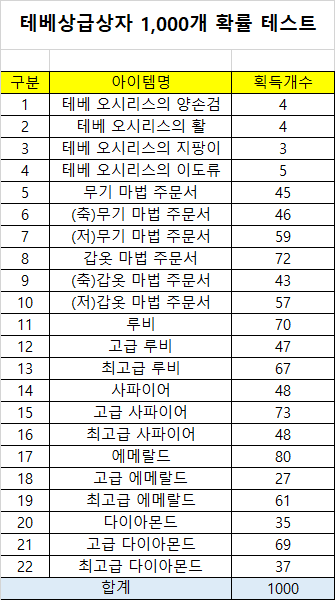 테베상급상자 1,000개 확률 테스트
구분 아이템명 획득개수
1 테베 오시리스의 양손검 4
2 테베 오시리스의 활 4
3 테베 오시리스의 지팡이 3
4 테베 오시리스의 이도류 5
5 무기 마법 주문서 45
6 (축)무기 마법 주문서 46
7 (저)무기 마법 주문서 59
8 갑옷 마법 주문서 72
9 (축)갑옷 마법 주문서 43
10 (저)갑옷 마법 주문서 57
11 루비 70
12 고급 루비 47
13 최고급 루비 67
14 사파이어 48
15 고급 사파이어 73
16 최고급 사파이어 48
17 에메랄드 80
18 고급 에메랄드 27
19 최고급 에메랄드 61
20 다이아몬드 35
21 고급 다이아몬드 69
22 최고급 다이아몬드 37
합계 1000